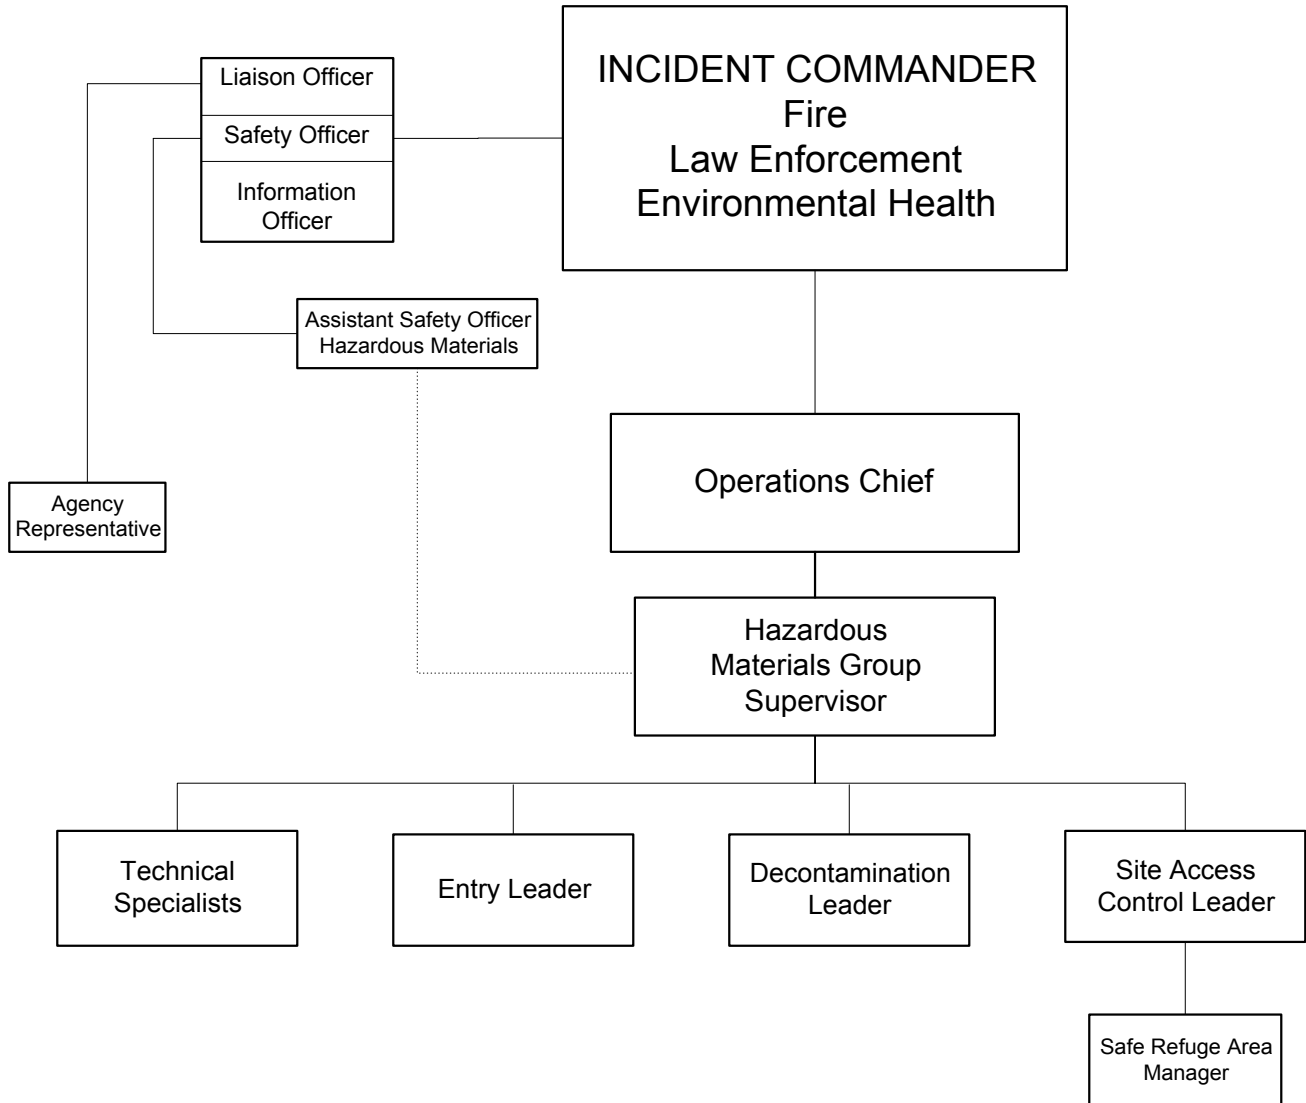 INCIDENT COMMANDER
Fire
Law Enforcement
Environmental Health
Liaison Officer
Safety Officer
Information
Officer
Assistant Safety Officer
Hazardous Materials
Agency
Representative
Operations Chief
Hazardous
Materials Group
Supervisor
Technical
Specialists
Entry Leader
Decontamination
Leader
Site Access
Control Leader
Safe Refuge Area
Manager